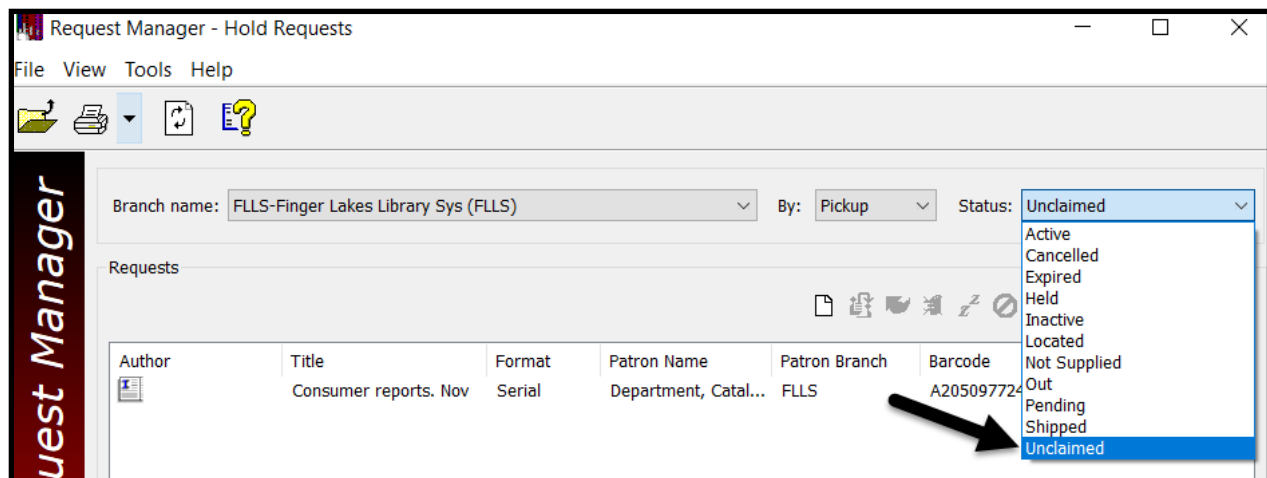 Request Manager - Hold Requests
File View Tools Help
Branch name: FLLS-Finger Lakes Library Sys (FLLS) By: Pickup Status: Unclaimed
Active
Cancelled
Expired
Held
Inactive
Located
Not Supplied
Out
Pending
Shipped
Unclaimed
Requests
Author Title Format Patron Name Patron Branch Barcode
Consumer reports. Nov Serial Department, Catal... FLLS A205097724
uest Manager